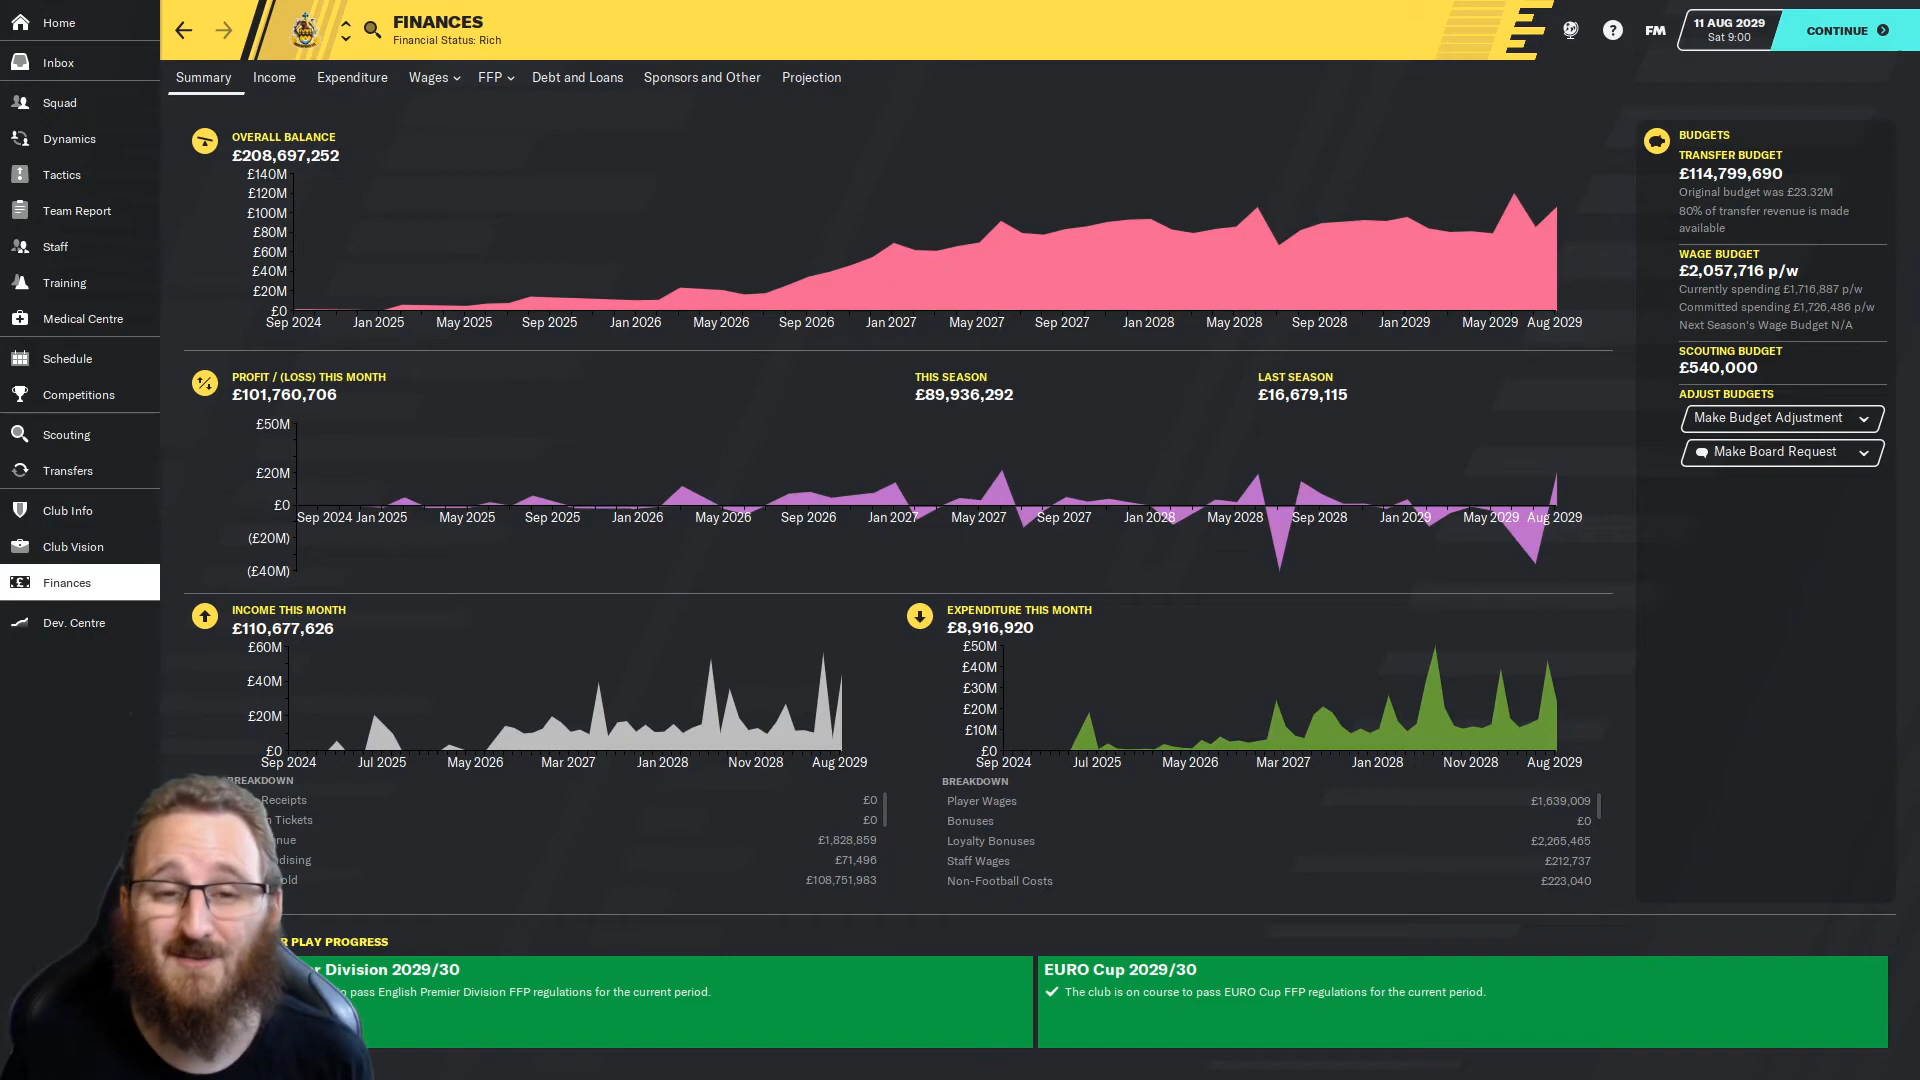 Home
Inbox
Squad
Dynamics
Tactics
Team Report
Staff
Training
Medical Centre
Schedule
Competitions
Scouting
Transfers
Club Info
Club Vision
Finances
Dev. Centre
FINANCES
Financial Status: Rich
FM
11 AUG 2029
Sat 9:00
CONTINUE
Summary Income Expenditure Wages FFP Debt and Loans Sponsors and Other Projection
OVERALL BALANCE
£208,697,252
£140M
£120M
£100M
£80M
£60M
£40M
£20M
£0
Sep 2024 Jan 2025 May 2025 Sep 2025 Jan 2026 May 2026 Sep 2026 Jan 2027 May 2027 Sep 2027 Jan 2028 May 2028 Sep 2028 Jan 2029 May 2029 Aug 2029
PROFIT / (LOSS) THIS MONTH
£101,760,706
THIS SEASON
£89,936,292
LAST SEASON
£16,679,115
£50M
£20M
£0
(£20M)
(£40M)
Sep 2024 Jan 2025 May 2025 Sep 2025 Jan 2026 May 2026 Sep 2026 Jan 2027 May 2027 Sep 2027 Jan 2028 May 2028 Sep 2028 Jan 2029 May 2029 Aug 2029
INCOME THIS MONTH
£110,677,626
£60M
£40M
£20M
£0
Sep 2024 Jul 2025 May 2026 Mar 2027 Jan 2028 Nov 2028 Aug 2029
BREAKDOWN
Receipts £0
Tickets £0
nue £1,828,859
dising £71,496
old £108,751,983
EXPENDITURE THIS MONTH
£8,916,920
£50M
£40M
£30M
£20M
£10M
£0
Sep 2024 Jul 2025 May 2026 Mar 2027 Jan 2028 Nov 2028 Aug 2029
BREAKDOWN
Player Wages £1,639,009
Bonuses £0
Loyalty Bonuses £2,265,465
Staff Wages £212,737
Non-Football Costs £223,040
R PLAY PROGRESS
r Division 2029/30
to pass English Premier Division FFP regulations for the current period.
EURO Cup 2029/30
The club is on course to pass EURO Cup FFP regulations for the current period.
BUDGETS
TRANSFER BUDGET
£114,799,690
Original budget was £23.32M
80% of transfer revenue is made
available
WAGE BUDGET
£2,057,716 p/w
Currently spending £1,716,887 p/w
Committed spending £1,726,486 p/w
Next Season's Wage Budget N/A
SCOUTING BUDGET
£540,000
ADJUST BUDGETS
Make Budget Adjustment
Make Board Request